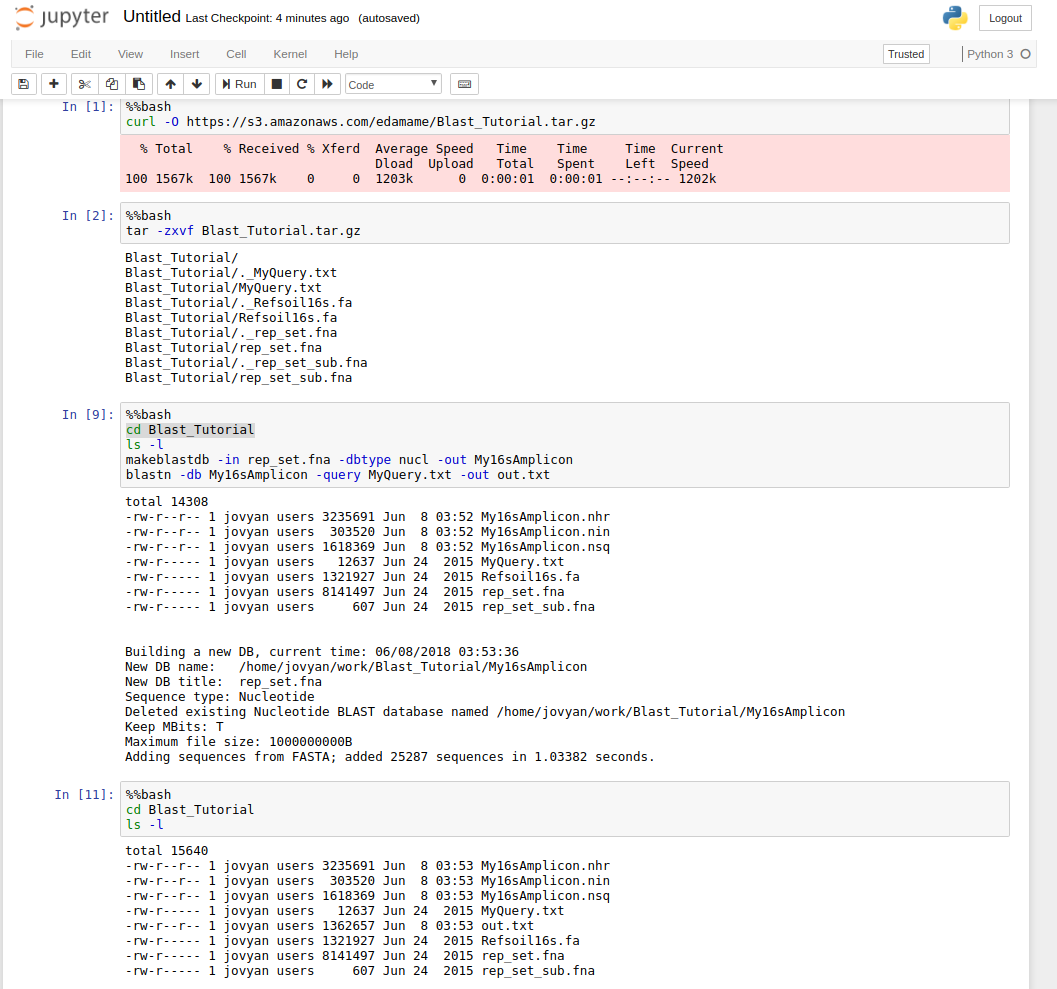 jupyter Untitled Last Checkpoint: 4 minutes ago (autosaved) Logout
File Edit View Insert Cell Kernel Help Trusted Python 3
Run Code
In [1]: %%bash
curl -O https://s3.amazonaws.com/edamame/Blast_Tutorial.tar.gz
% Total % Received % Xferd Average Speed Time Time Time Current
Dload Upload Total Spent Left Speed
100 1567k 100 1567k 0 0 1203k 0 0:00:01 0:00:01 --:--:-- 1202k
In [2]: %%bash
tar -zxvf Blast_Tutorial.tar.gz
Blast_Tutorial/
Blast_Tutorial/._MyQuery.txt
Blast_Tutorial/MyQuery.txt
Blast_Tutorial/._Refsoil16s.fa
Blast_Tutorial/Refsoil16s.fa
Blast_Tutorial/._rep_set.fna
Blast_Tutorial/rep_set.fna
Blast_Tutorial/._rep_set_sub.fna
Blast_Tutorial/rep_set_sub.fna
In [9]: %%bash
cd Blast_Tutorial
ls -l
makeblastdb -in rep_set.fna -dbtype nucl -out My16sAmplicon
blastn -db My16sAmplicon -query MyQuery.txt -out out.txt
total 14308
-rw-r--r-- 1 jovyan users 3235691 Jun 8 03:52 My16sAmplicon.nhr
-rw-r--r-- 1 jovyan users 303520 Jun 8 03:52 My16sAmplicon.nin
-rw-r--r-- 1 jovyan users 1618369 Jun 8 03:52 My16sAmplicon.nsq
-rw-r----- 1 jovyan users 12637 Jun 24 2015 MyQuery.txt
-rw-r----- 1 jovyan users 1321927 Jun 24 2015 Refsoil16s.fa
-rw-r----- 1 jovyan users 8141497 Jun 24 2015 rep_set.fna
-rw-r----- 1 jovyan users 607 Jun 24 2015 rep_set_sub.fna
Building a new DB, current time: 06/08/2018 03:53:36
New DB name: /home/jovyan/work/Blast_Tutorial/My16sAmplicon
New DB title: rep_set.fna
Sequence type: Nucleotide
Deleted existing Nucleotide BLAST database named /home/jovyan/work/Blast_Tutorial/My16sAmplicon
Keep MBits: T
Maximum file size: 1000000000B
Adding sequences from FASTA; added 25287 sequences in 1.03382 seconds.
In [11]: %%bash
cd Blast_Tutorial
ls -l
total 15640
-rw-r--r-- 1 jovyan users 3235691 Jun 8 03:53 My16sAmplicon.nhr
-rw-r--r-- 1 jovyan users 303520 Jun 8 03:53 My16sAmplicon.nin
-rw-r--r-- 1 jovyan users 1618369 Jun 8 03:53 My16sAmplicon.nsq
-rw-r----- 1 jovyan users 12637 Jun 24 2015 MyQuery.txt
-rw-r--r-- 1 jovyan users 1362657 Jun 8 03:53 out.txt
-rw-r----- 1 jovyan users 1321927 Jun 24 2015 Refsoil16s.fa
-rw-r----- 1 jovyan users 8141497 Jun 24 2015 rep_set.fna
-rw-r----- 1 jovyan users 607 Jun 24 2015 rep_set_sub.fna